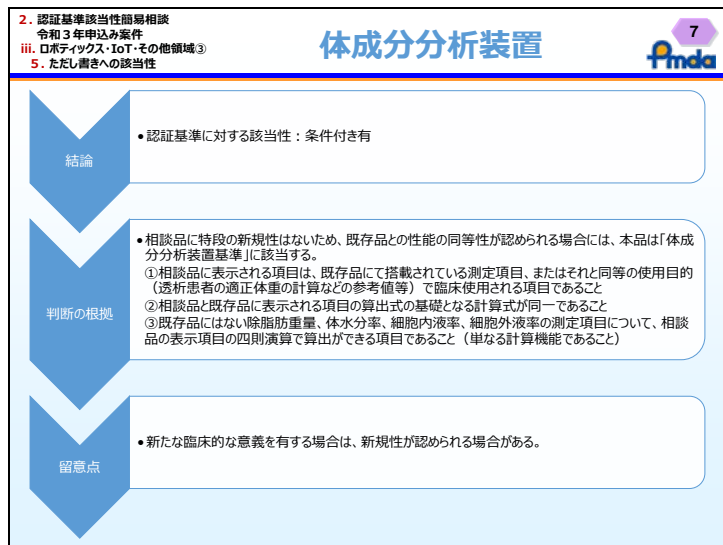 2．認証基準該当性簡易相談
令和３年申込み案件
iii. ロボティックス・IoT・その他領域③
5．ただし書きへの該当性
体成分分析装置
7
Pmda
結論
•認証基準に対する該当性：条件付き有
判断の根拠
•相談品に特段の新規性はないため、既存品との性能の同等性が認められる場合には、本品は「体成
分分析装置基準」に該当する。
①相談品に表示される項目は、既存品にて搭載されている測定項目、またはそれと同等の使用目的
（透析患者の適正体重の計算などの参考値等）で臨床使用される項目であること
②相談品と既存品に表示される項目の算出式の基礎となる計算式が同一であること
③既存品にはない除脂肪重量、体水分率、細胞内液率、細胞外液率の測定項目について、相談
品の表示項目の四則演算で算出ができる項目であること（単なる計算機能であること）
留意点
•新たな臨床的な意義を有する場合は、新規性が認められる場合がある。